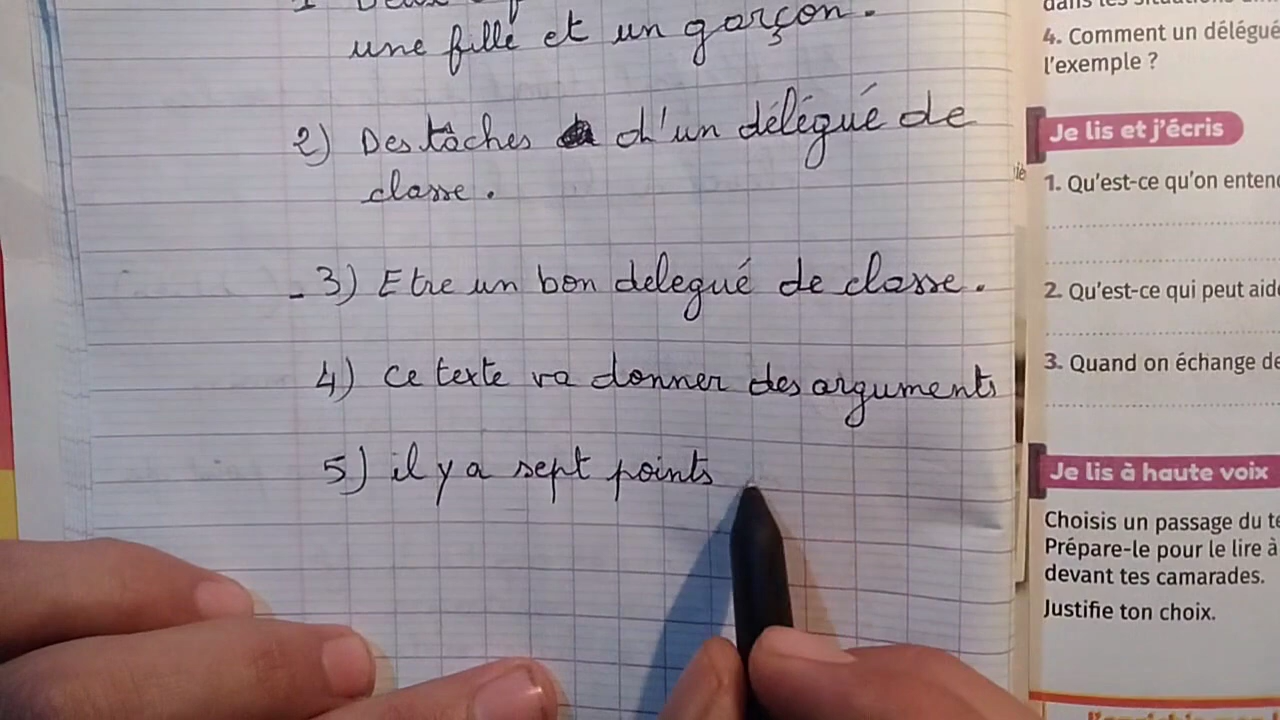 une fille et un garçon.
2) Des tâches d'un délégué de
classe.
- 3) Etre un bon delegué de classe.
4) Ce texte va donner des arguments
5) il y a sept points
4. Comment un délégué
l'exemple ?
Je lis et j'écris
1. Qu'est-ce qu'on enten
2. Qu'est-ce qui peut aid
3. Quand on échange de
Je lis à haute voix
Choisis un passage du te
Prépare-le pour le lire à
devant tes camarades.
Justifie ton choix.